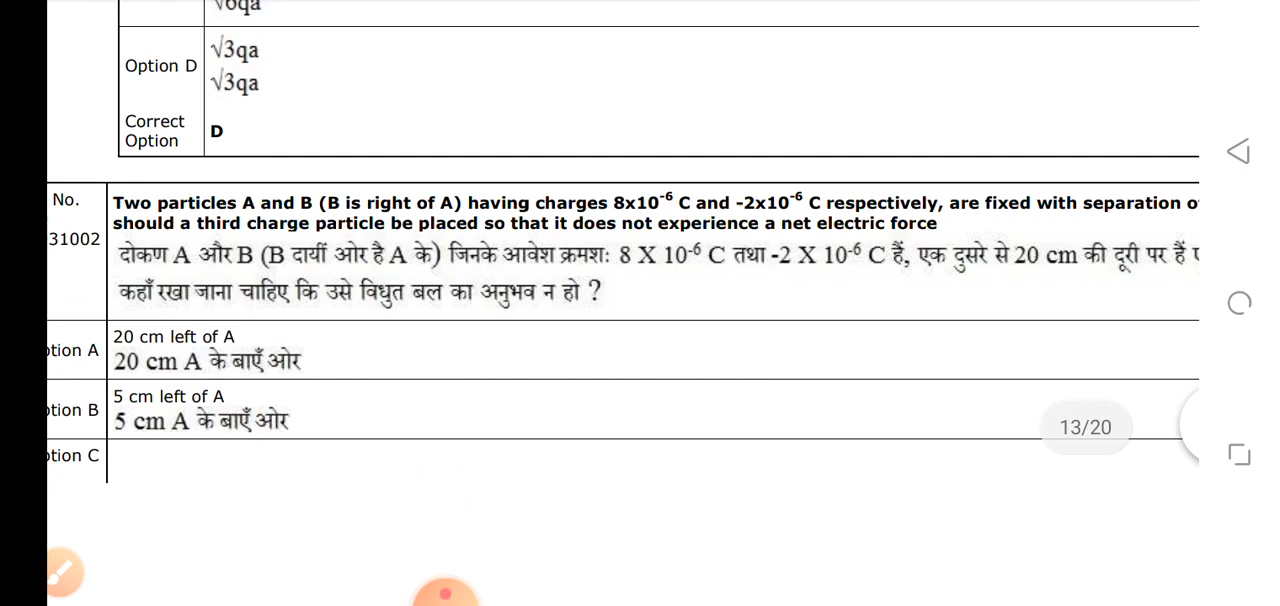 √6qa
Option D
√3qa
√3qa
Correct
Option
D
No.
31002
Two particles A and B (B is right of A) having charges 8x10⁻⁶ C and -2x10⁻⁶ C respectively, are fixed with separation
should a third charge particle be placed so that it does not experience a net electric force
दोकण A और B (B दायीं ओर है A के) जिनके आवेश क्रमशः 8 X 10⁻⁶ C तथा -2 X 10⁻⁶ C हैं, एक दुसरे से 20 cm की दूरी पर हैं
कहाँ रखा जाना चाहिए कि उसे विधुत बल का अनुभव न हो ?
tion A
20 cm left of A
20 cm A के बाएँ ओर
tion B
5 cm left of A
5 cm A के बाएँ ओर
13/20
tion C